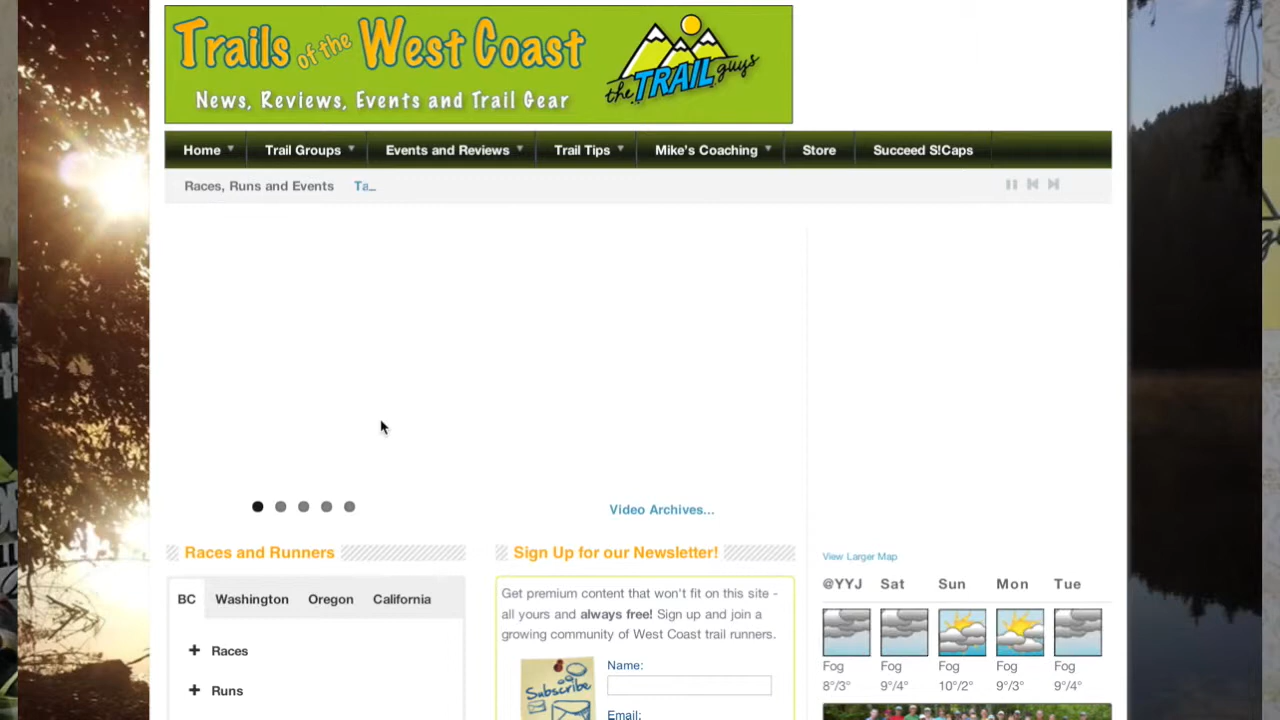 Trails of the West Coast
News, Reviews, Events and Trail Gear
the TRAIL guys
Home Trail Groups Events and Reviews Trail Tips Mike's Coaching Store Succeed S!Caps
Races, Runs and Events Ta_
Video Archives...
Races and Runners
BC Washington Oregon California
+ Races
+ Runs
Sign Up for our Newsletter!
Get premium content that won't fit on this site -
all yours and always free! Sign up and join a
growing community of West Coast trail runners.
Subscribe
Name:
Email:
View Larger Map
@YYJ Sat Sun Mon Tue
Fog Fog Fog Fog Fog
8°/3° 9°/4° 10°/2° 9°/3° 9°/4°